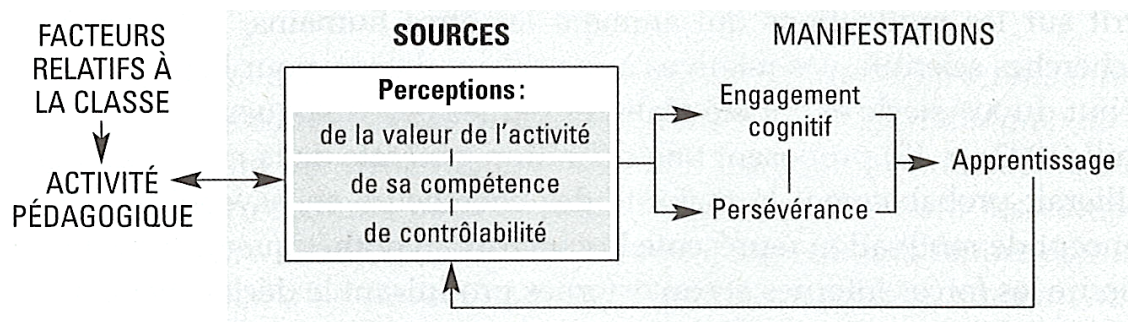 FACTEURS
RELATIFS À
LA CLASSE
ACTIVITÉ
PÉDAGOGIQUE
SOURCES
Perceptions :
de la valeur de l'activité
de sa compétence
de contrôlabilité
MANIFESTATIONS
Engagement
cognitif
Persévérance
Apprentissage